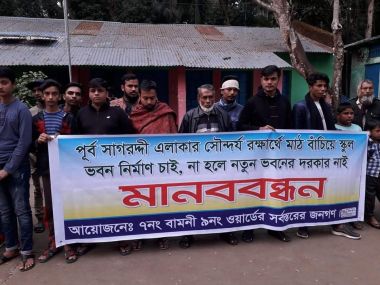 পূর্ব সাগরদী এলাকার সৌন্দর্য রক্ষার্থে মাঠ বাঁচিয়ে স্কুল
ভবন নির্মাণ চাই, না হলে নতুন ভবনের দরকার নাই
মানববন্ধন
আয়োজনেঃ ৭নং বামনী ৯নং ওয়ার্ডের সর্বস্তরের জনগণ